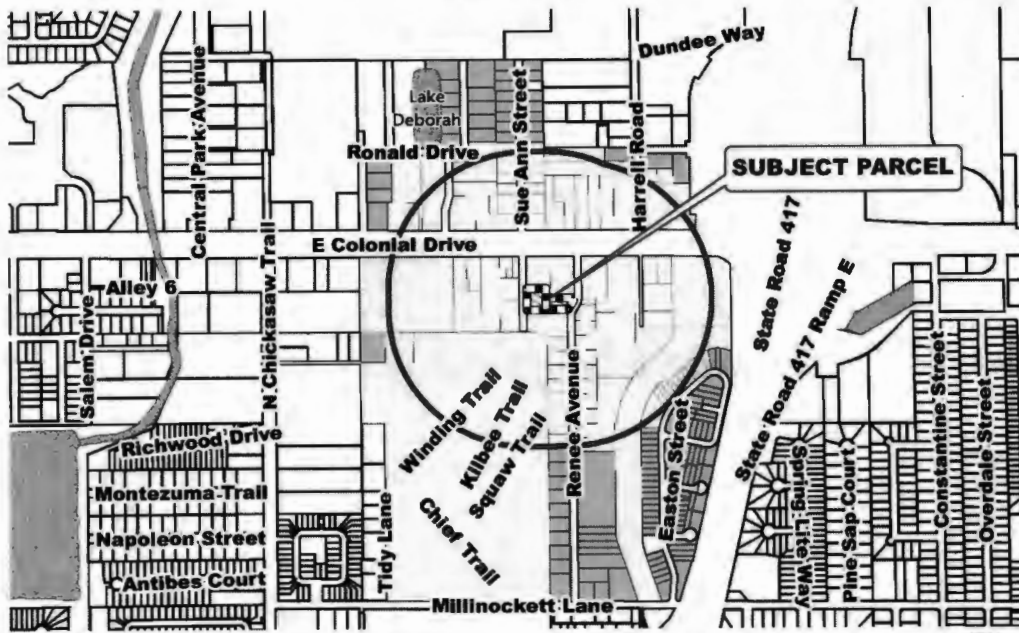 Dundee Way
Central Park Avenue
Lake
Deborah
Sue Ann Street
Harrell Road
Ronald Drive
SUBJECT PARCEL
E Colonial Drive
Alley 6
N Chickasaw Trail
State Road 417
State Road 417 Ramp E
Salem Drive
Richwood Drive
Winding Trail
Kilbee Trail
Squaw Trail
Renee Avenue
Easton Street
Constantine Street
Overdale Street
Montezuma Trail
Napoleon Street
Chief Trail
Tidy Lane
Spring Lite Way
Pine Sap Court
Antibes Court
Millinockett Lane